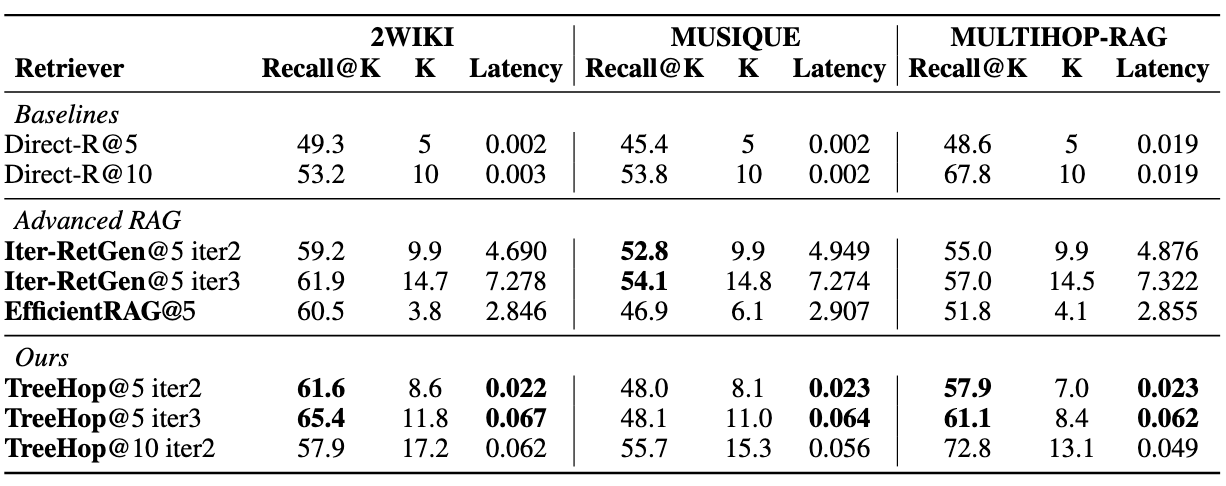 2WIKI MUSIQUE MULTIHOP-RAG
Retriever Recall@K K Latency Recall@K K Latency Recall@K K Latency
Baselines
Direct-R@5 49.3 5 0.002 45.4 5 0.002 48.6 5 0.019
Direct-R@10 53.2 10 0.003 53.8 10 0.002 67.8 10 0.019
Advanced RAG
Iter-RetGen@5 iter2 59.2 9.9 4.690 52.8 9.9 4.949 55.0 9.9 4.876
Iter-RetGen@5 iter3 61.9 14.7 7.278 54.1 14.8 7.274 57.0 14.5 7.322
EfficientRAG@5 60.5 3.8 2.846 46.9 6.1 2.907 51.8 4.1 2.855
Ours
TreeHop@5 iter2 61.6 8.6 0.022 48.0 8.1 0.023 57.9 7.0 0.023
TreeHop@5 iter3 65.4 11.8 0.067 48.1 11.0 0.064 61.1 8.4 0.062
TreeHop@10 iter2 57.9 17.2 0.062 55.7 15.3 0.056 72.8 13.1 0.049